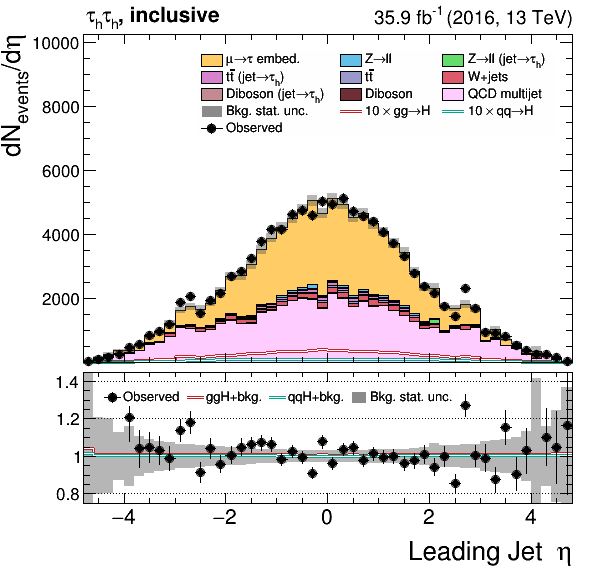 τhτh, inclusive
35.9 fb⁻¹ (2016, 13 TeV)
dNevents/dη
10000
8000
6000
4000
2000
μ→τ embed.
Z→ll
Z→ll (jet→τh)
tt̄ (jet→τh)
tt̄
W+jets
Diboson (jet→τh)
Diboson
QCD multijet
Bkg. stat. unc.
10×gg→H
10×qq→H
Observed
1.4
1.2
1
0.8
Observed
ggH+bkg.
qqH+bkg.
Bkg. stat. unc.
−4
−2
0
2
4
Leading Jet η